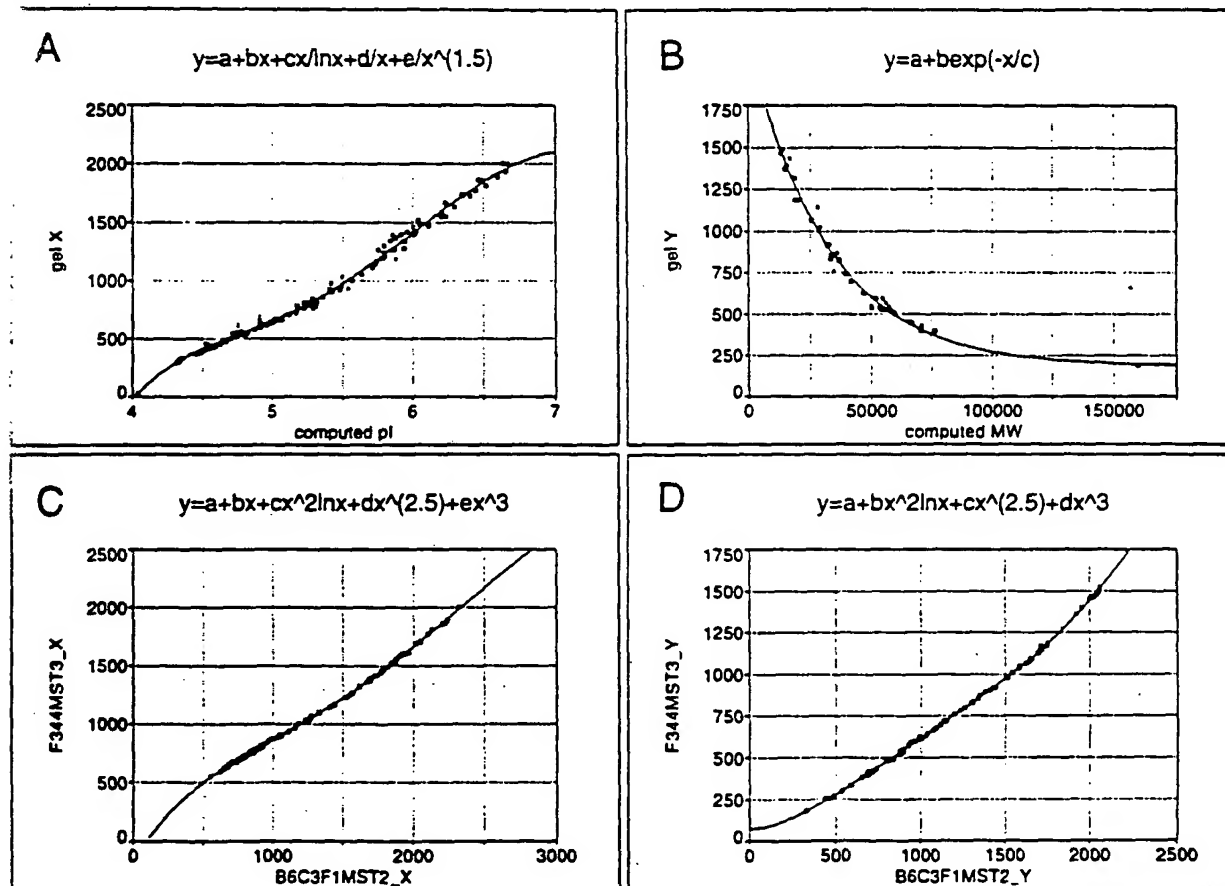 A
y=a+bx+cx/lnx+d/x+e/x^(1.5)
2500
2000
1500
1000
500
0
gel X
4
5
6
7
computed pI
B
y=a+bexp(-x/c)
1750
1500
1250
1000
750
500
250
0
gel Y
0
50000
100000
150000
computed MW
C
y=a+bx+cx^2lnx+dx^(2.5)+ex^3
2500
2000
1500
1000
500
0
F344MST3_X
0
1000
2000
3000
B6C3F1MST2_X
D
y=a+bx^2lnx+cx^(2.5)+dx^3
1750
1500
1250
1000
750
500
250
0
F344MST3_Y
0
500
1000
1500
2000
2500
B6C3F1MST2_Y